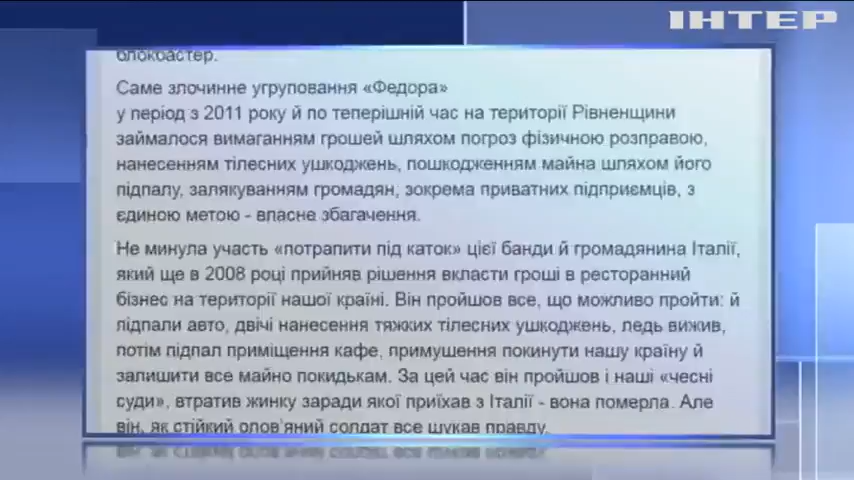 ІНТЕР
блокбастер.
Саме злочинне угруповання «Федора»
у період з 2011 року й по теперішній час на території Рівненщини
займалося вимаганням грошей шляхом погроз фізичною розправою,
нанесенням тілесних ушкоджень, пошкодженням майна шляхом його
підпалу, залякуванням громадян, зокрема приватних підприємців, з
єдиною метою - власне збагачення.
Не минула участь «потрапити під каток» цієї банди й громадянина Італії,
який ще в 2008 році прийняв рішення вкласти гроші в ресторанний
бізнес на території нашої країні. Він пройшов все, що можливо пройти: й
підпали авто, двічі нанесення тяжких тілесних ушкоджень, ледь вижив,
потім підпал приміщення кафе, примушення покинути нашу країну й
залишити все майно покидькам. За цей час він пройшов і наші «чесні
суди», втратив жинку заради якої приїхав з Італії - вона померла. Але
він, як стійкий олов'яний солдат все шукав правду.